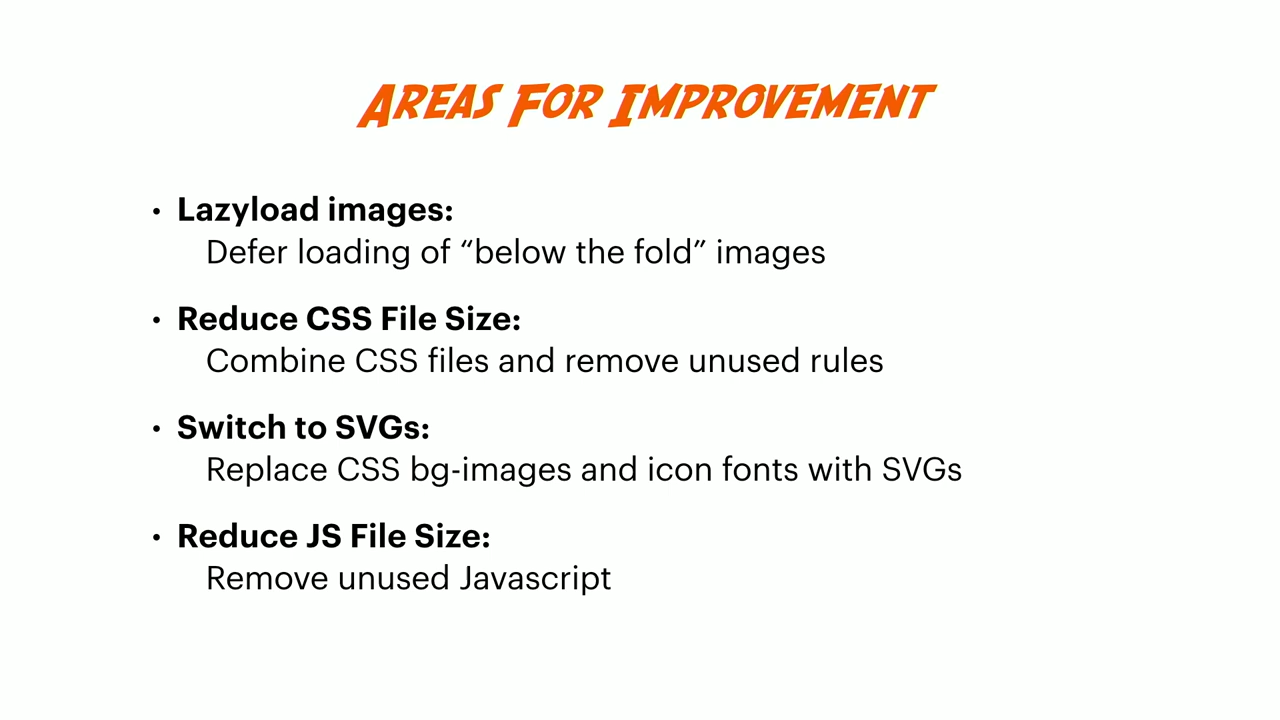 Areas For Improvement
• Lazyload images:
Defer loading of “below the fold” images
• Reduce CSS File Size:
Combine CSS files and remove unused rules
• Switch to SVGs:
Replace CSS bg-images and icon fonts with SVGs
• Reduce JS File Size:
Remove unused Javascript